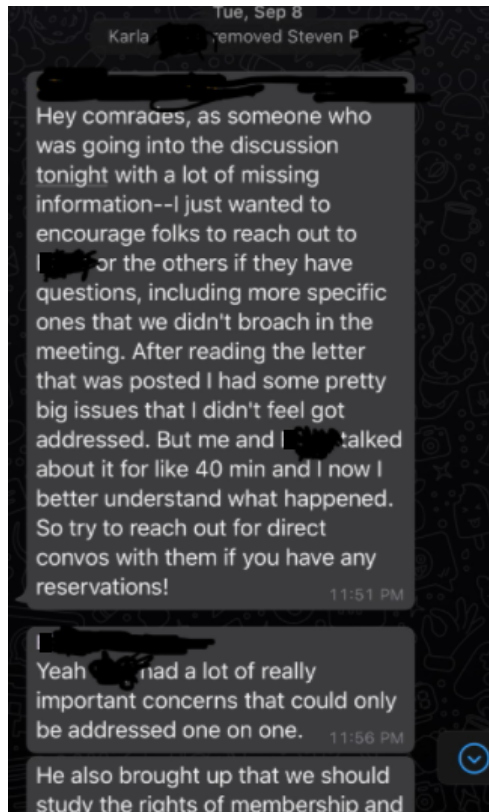 Tue, Sep 8
Karla removed Steven P
Hey comrades, as someone who
was going into the discussion
tonight with a lot of missing
information--I just wanted to
encourage folks to reach out to
or the others if they have
questions, including more specific
ones that we didn't broach in the
meeting. After reading the letter
that was posted I had some pretty
big issues that I didn't feel got
addressed. But me and talked
about it for like 40 min and I now I
better understand what happened.
So try to reach out for direct
convos with them if you have any
reservations!
11:51 PM
Yeah had a lot of really
important concerns that could only
be addressed one on one.
11:56 PM
He also brought up that we should
study the rights of membership and